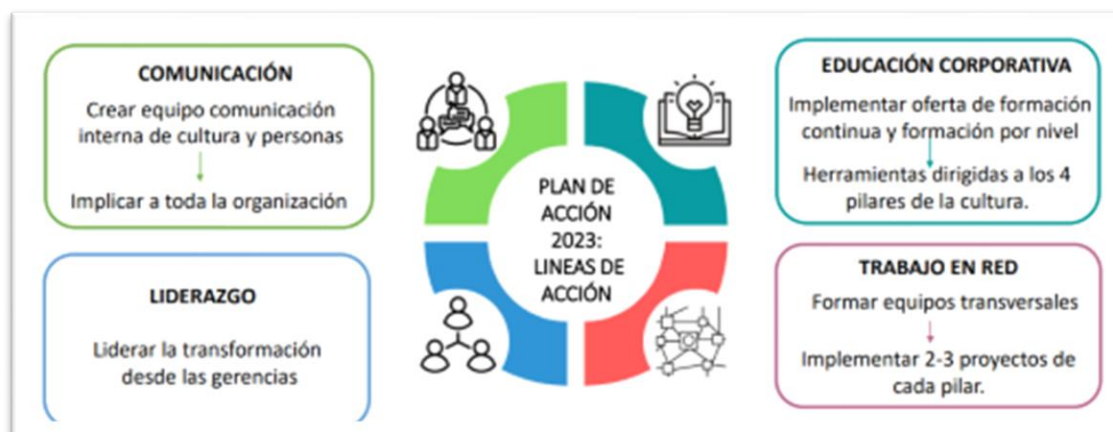 COMUNICACIÓN
Crear equipo comunicación
interna de cultura y personas
Implicar a toda la organización
LIDERAZGO
Liderar la transformación
desde las gerencias
PLAN DE
ACCIÓN
2023:
LINEAS DE
ACCIÓN
EDUCACIÓN CORPORATIVA
Implementar oferta de formación
continua y formación por nivel
Herramientas dirigidas a los 4
pilares de la cultura.
TRABAJO EN RED
Formar equipos transversales
Implementar 2-3 proyectos de
cada pilar.